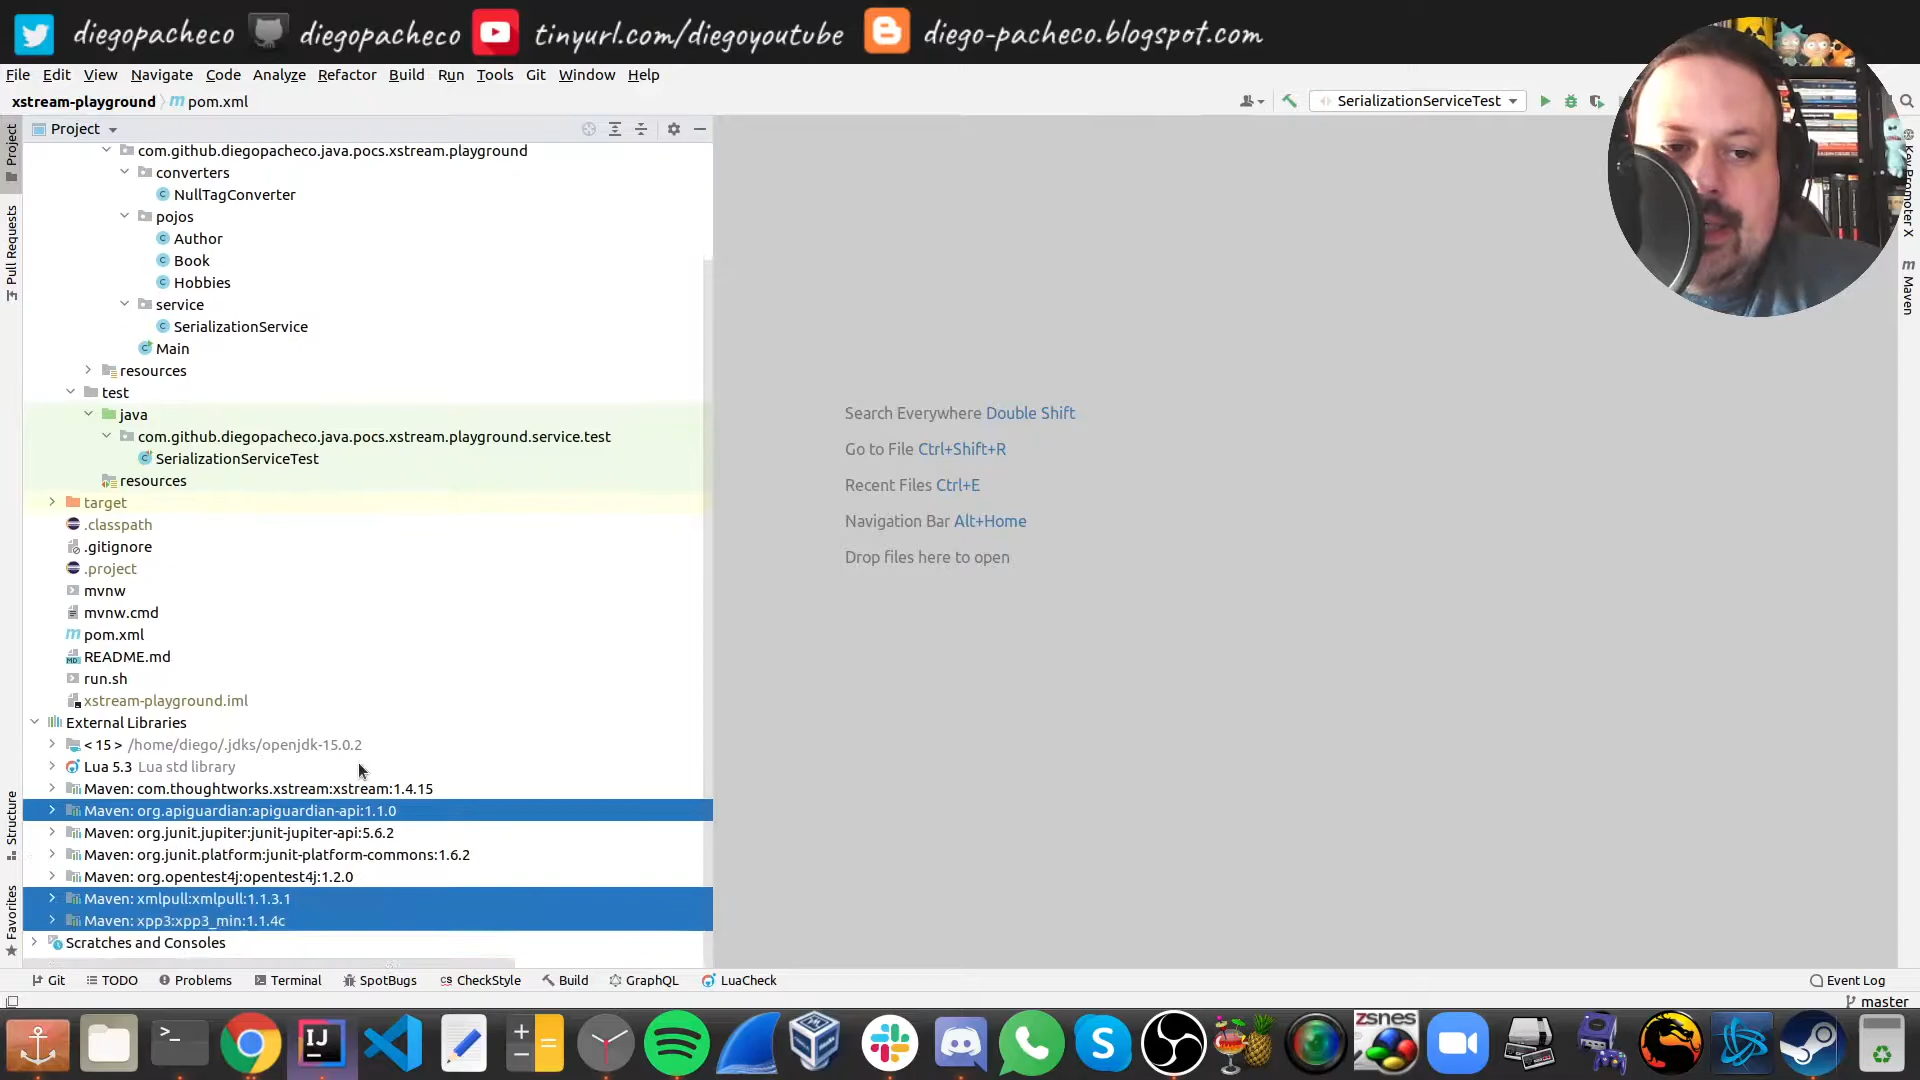 diegopacheco diegopacheco tinyurl.com/diegoyoutube diego-pacheco.blogspot.com
File Edit View Navigate Code Analyze Refactor Build Run Tools Git Window Help
xstream-playground pom.xml SerializationServiceTest
Project
com.github.diegopacheco.java.pocs.xstream.playground
converters
NullTagConverter
pojos
Author
Book
Hobbies
service
SerializationService
Main
resources
test
java
com.github.diegopacheco.java.pocs.xstream.playground.service.test
SerializationServiceTest
resources
target
.classpath
.gitignore
.project
mvnw
mvnw.cmd
pom.xml
README.md
run.sh
xstream-playground.iml
External Libraries
< 15 > /home/diego/.jdks/openjdk-15.0.2
Lua 5.3 Lua std library
Maven: com.thoughtworks.xstream:xstream:1.4.15
Maven: org.apiguardian:apiguardian-api:1.1.0
Maven: org.junit.jupiter:junit-jupiter-api:5.6.2
Maven: org.junit.platform:junit-platform-commons:1.6.2
Maven: org.opentest4j:opentest4j:1.2.0
Maven: xmlpull:xmlpull:1.1.3.1
Maven: xpp3:xpp3_min:1.1.4c
Scratches and Consoles
Search Everywhere Double Shift
Go to File Ctrl+Shift+R
Recent Files Ctrl+E
Navigation Bar Alt+Home
Drop files here to open
Project
Pull Requests
Structure
Favorites
Key Promoter X
Maven
Git TODO Problems Terminal SpotBugs CheckStyle Build GraphQL LuaCheck Event Log
master
IJ
zsnes